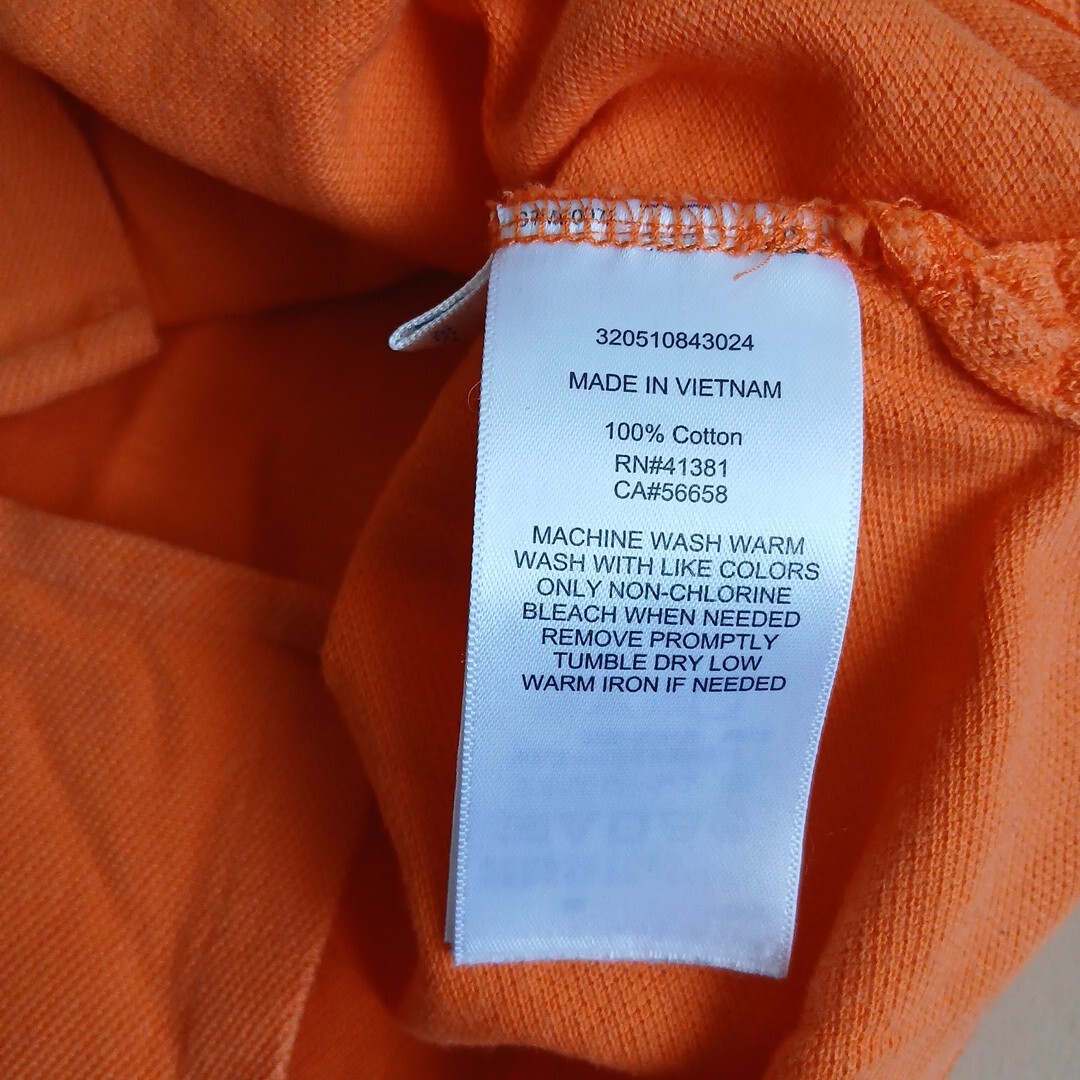 320510843024
MADE IN VIETNAM
100% Cotton
RN#41381
CA#56658
MACHINE WASH WARM
WASH WITH LIKE COLORS
ONLY NON-CHLORINE
BLEACH WHEN NEEDED
REMOVE PROMPTLY
TUMBLE DRY LOW
WARM IRON IF NEEDED